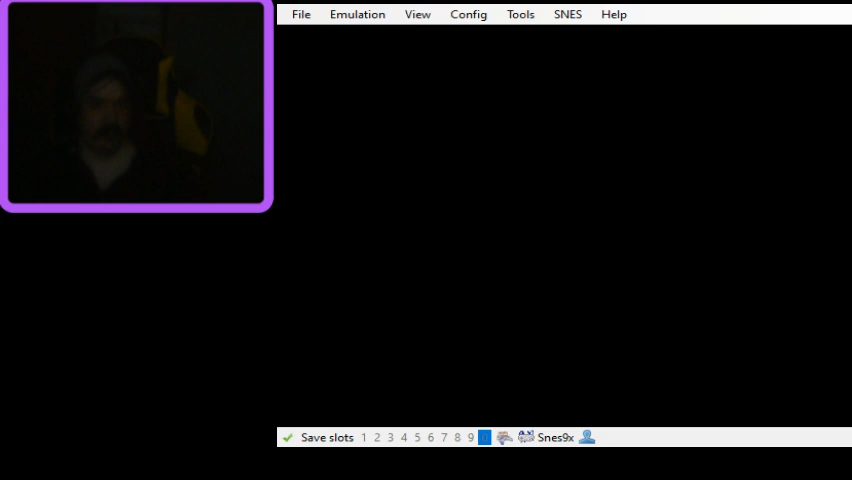 File Emulation View Config Tools SNES Help
Save slots 1 2 3 4 5 6 7 8 9 0 Snes9x